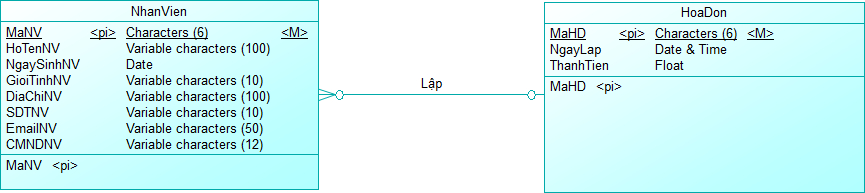 NhanVien
MaNV <pi> Characters (6) <M>
HoTenNV Variable characters (100)
NgaySinhNV Date
GioiTinhNV Variable characters (10)
DiaChiNV Variable characters (100)
SDTNV Variable characters (10)
EmailNV Variable characters (50)
CMNDNV Variable characters (12)
MaNV <pi>
Lập
HoaDon
MaHD <pi> Characters (6) <M>
NgayLap Date & Time
ThanhTien Float
MaHD <pi>